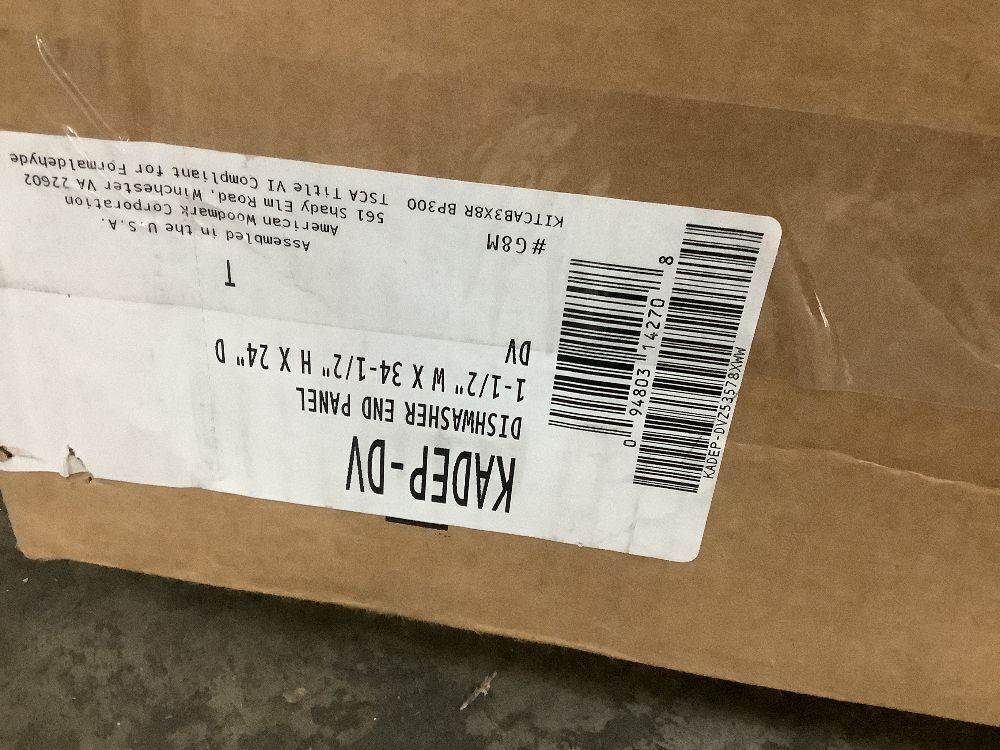 KADEP-DV
DISHWASHER END PANEL
1-1/2" W X 34-1/2" H X 24" D
DV
T
#G8M
KITCAB3X8R BP300
Assembled in the U.S.A.
American Woodmark Corporation
561 Shady Elm Road, Winchester VA 22602
TSCA Title VI Compliant for Formaldehyde
0 94803 14270 8
KADEP-DVZ53578XWW